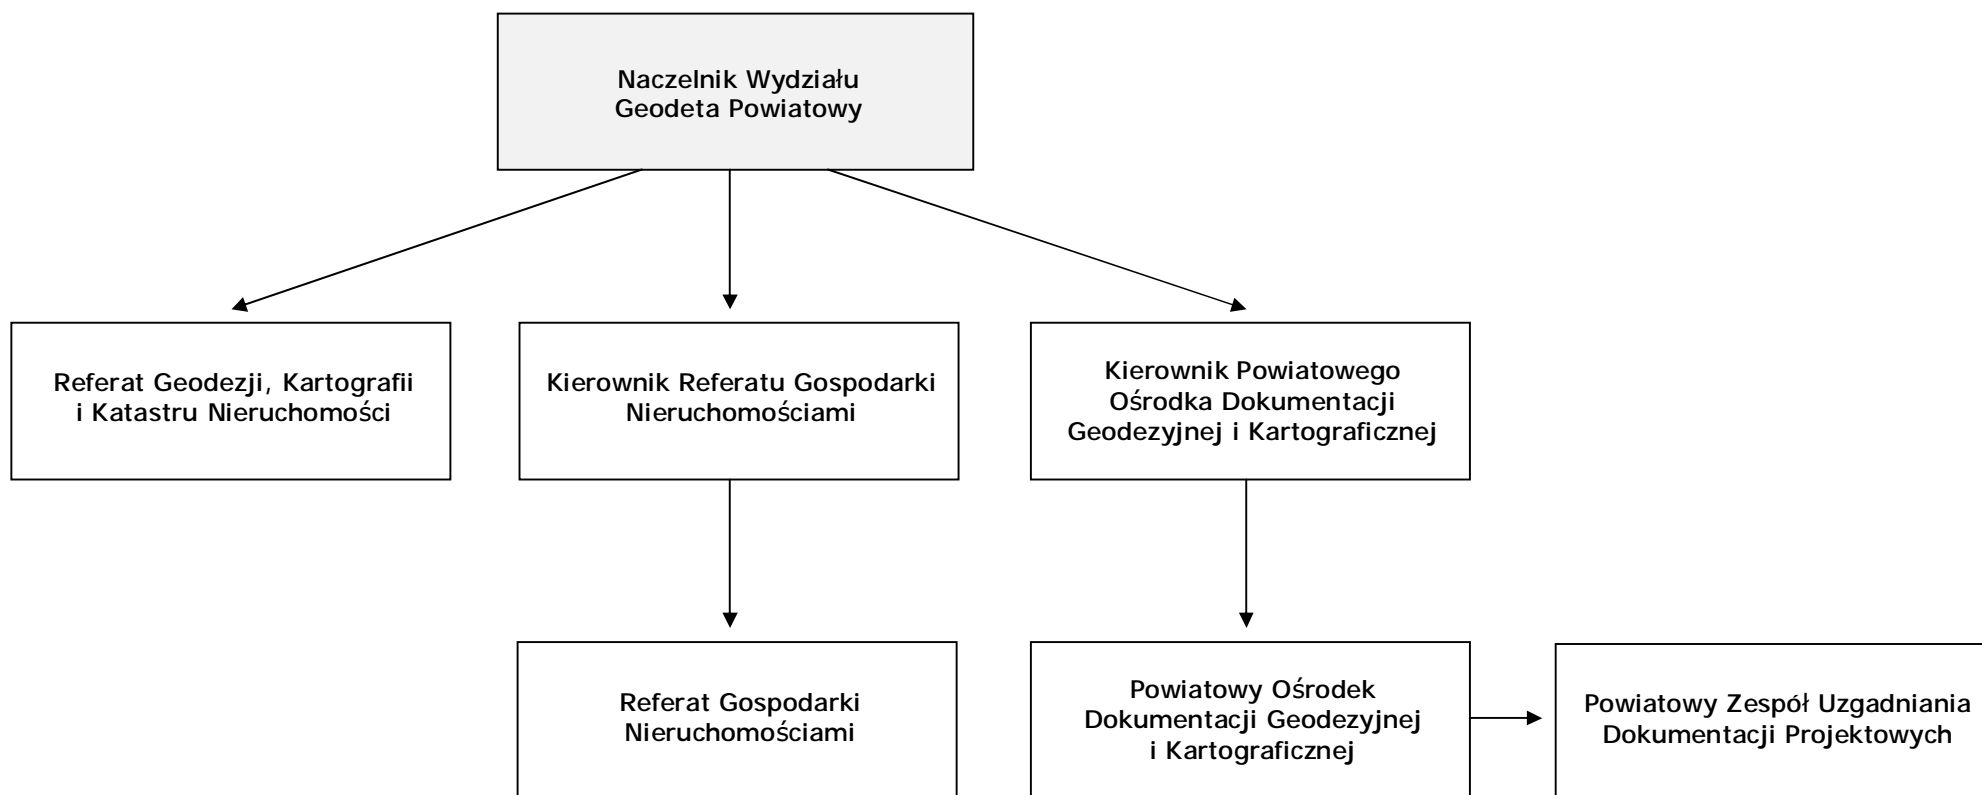 Naczelnik Wydziału
Geodeta Powiatowy
Referat Geodezji, Kartografii
i Katastru Nieruchomości
Kierownik Referatu Gospodarki
Nieruchomościami
Kierownik Powiatowego
Ośrodka Dokumentacji
Geodezyjnej i Kartograficznej
Referat Gospodarki
Nieruchomościami
Powiatowy Ośrodek
Dokumentacji Geodezyjnej
i Kartograficznej
Powiatowy Zespół Uzgadniania
Dokumentacji Projektowych